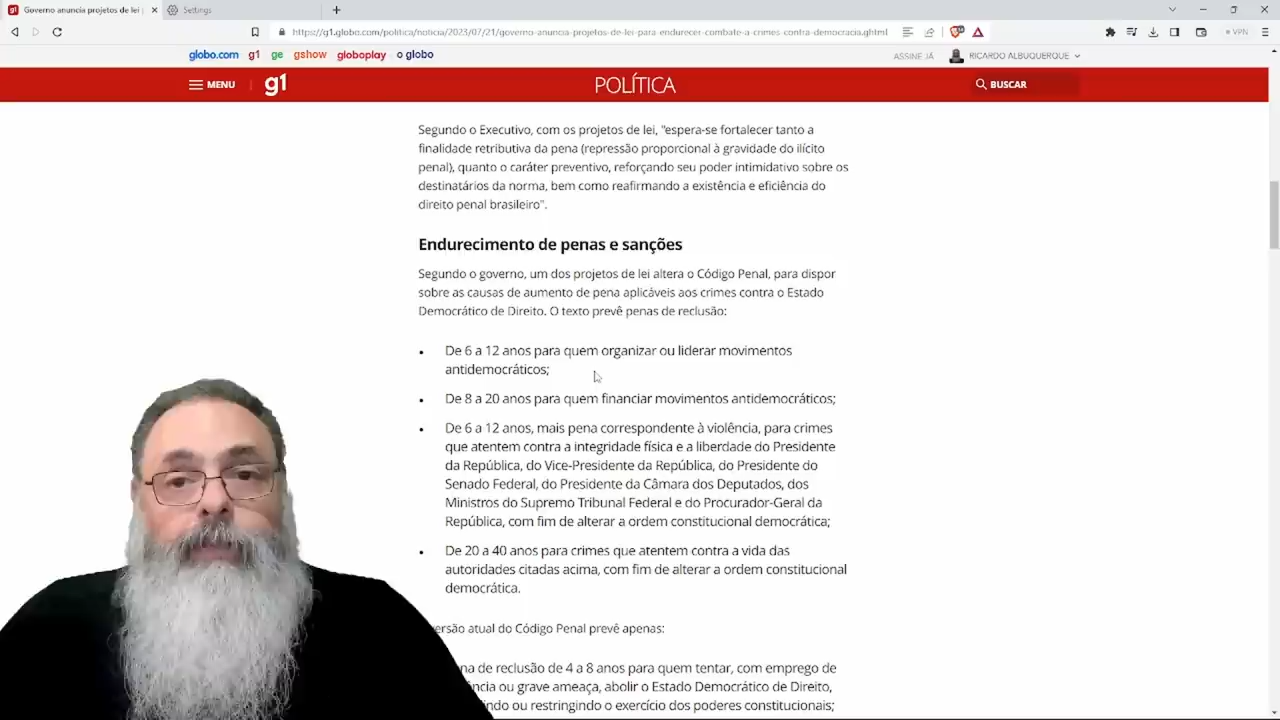 Governo anuncia projetos de lei
Settings
https://g1.globo.com/politica/noticia/2023/07/21/governo-anuncia-projetos-de-lei-para-endurecer-combate-a-crimes-contra-democracia.ghtml
VPN
globo.com g1 ge gshow globoplay o globo
ASSINE JÁ RICARDO ALBUQUERQUE
MENU g1 POLÍTICA BUSCAR
Segundo o Executivo, com os projetos de lei, "espera-se fortalecer tanto a
finalidade retributiva da pena (repressão proporcional à gravidade do ilícito
penal), quanto o caráter preventivo, reforçando seu poder intimidativo sobre os
destinatários da norma, bem como reafirmando a existência e eficiência do
direito penal brasileiro".
Endurecimento de penas e sanções
Segundo o governo, um dos projetos de lei altera o Código Penal, para dispor
sobre as causas de aumento de pena aplicáveis aos crimes contra o Estado
Democrático de Direito. O texto prevê penas de reclusão:
• De 6 a 12 anos para quem organizar ou liderar movimentos
antidemocráticos;
• De 8 a 20 anos para quem financiar movimentos antidemocráticos;
• De 6 a 12 anos, mais pena correspondente à violência, para crimes
que atentem contra a integridade física e a liberdade do Presidente
da República, do Vice-Presidente da República, do Presidente do
Senado Federal, do Presidente da Câmara dos Deputados, dos
Ministros do Supremo Tribunal Federal e do Procurador-Geral da
República, com fim de alterar a ordem constitucional democrática;
• De 20 a 40 anos para crimes que atentem contra a vida das
autoridades citadas acima, com fim de alterar a ordem constitucional
democrática.
ersão atual do Código Penal prevê apenas:
na de reclusão de 4 a 8 anos para quem tentar, com emprego de
ncia ou grave ameaça, abolir o Estado Democrático de Direito,
indo ou restringindo o exercício dos poderes constitucionais;